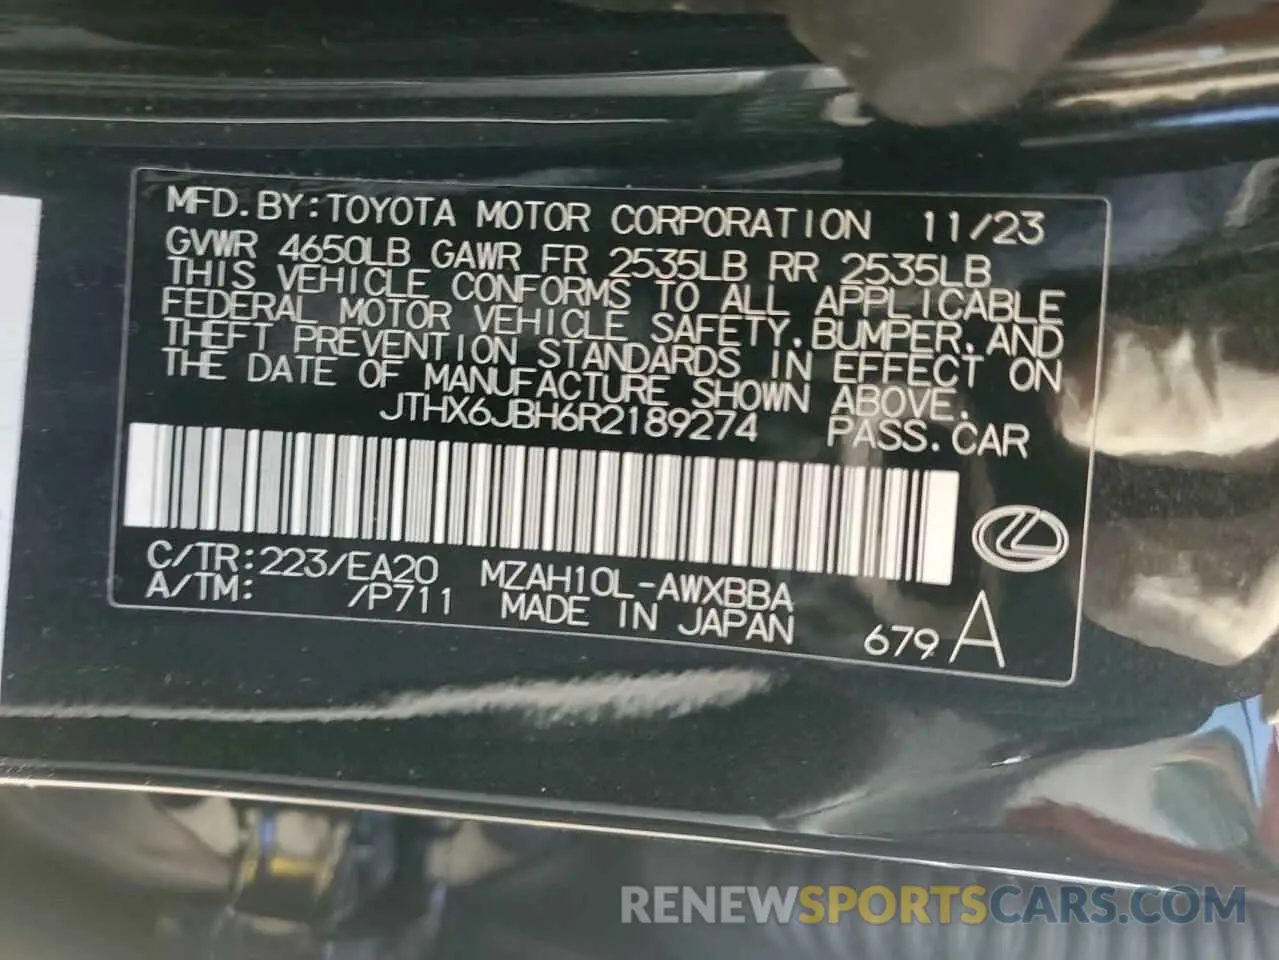 MFD.BY:TOYOTA MOTOR CORPORATION 11/23
GVWR 4650LB GAWR FR 2535LB RR 2535LB
THIS VEHICLE CONFORMS TO ALL APPLICABLE
FEDERAL MOTOR VEHICLE SAFETY, BUMPER, AND
THEFT PREVENTION STANDARDS IN EFFECT ON
THE DATE OF MANUFACTURE SHOWN ABOVE.
JTHX6JBH6R2189274 PASS.CAR
C/TR:223/EA20 MZAH10L-AWXBBA
A/TM: /P711 MADE IN JAPAN 679 A
RENEWSPORTSCARS.COM